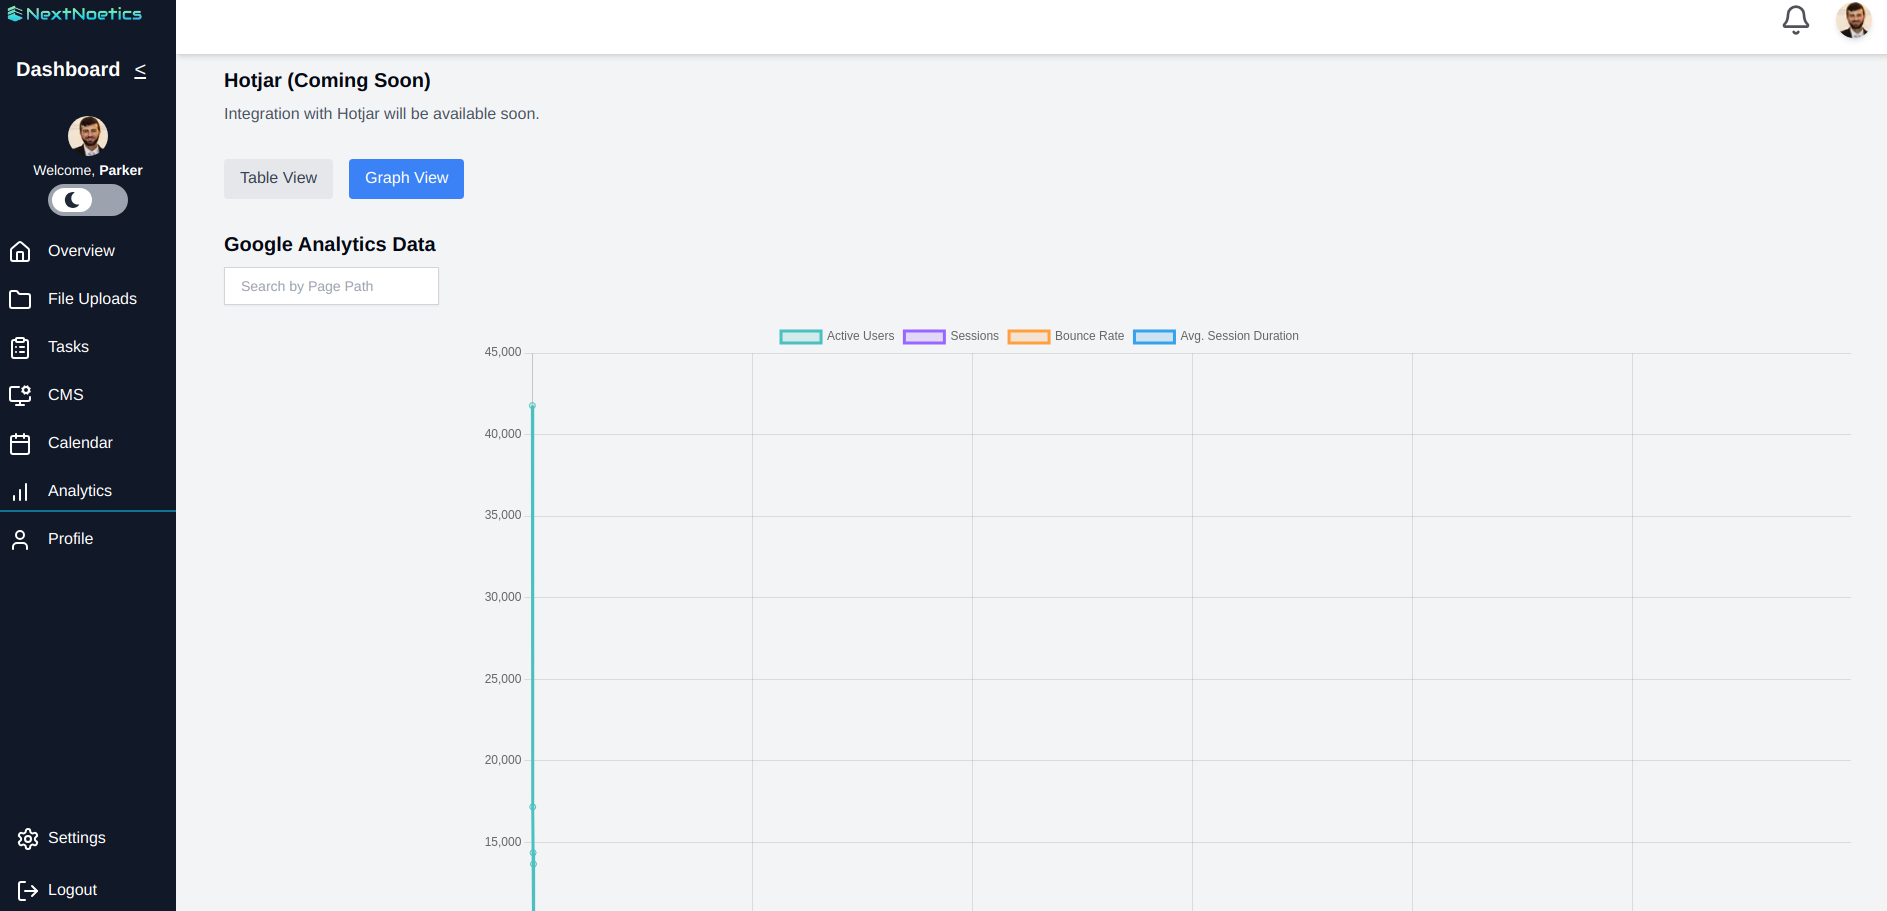 NextNoetics
Dashboard <
Welcome, Parker
Overview
File Uploads
Tasks
CMS
Calendar
Analytics
Profile
Settings
Logout
Hotjar (Coming Soon)
Integration with Hotjar will be available soon.
Table View
Graph View
Google Analytics Data
Search by Page Path
Active Users
Sessions
Bounce Rate
Avg. Session Duration
45,000
40,000
35,000
30,000
25,000
20,000
15,000